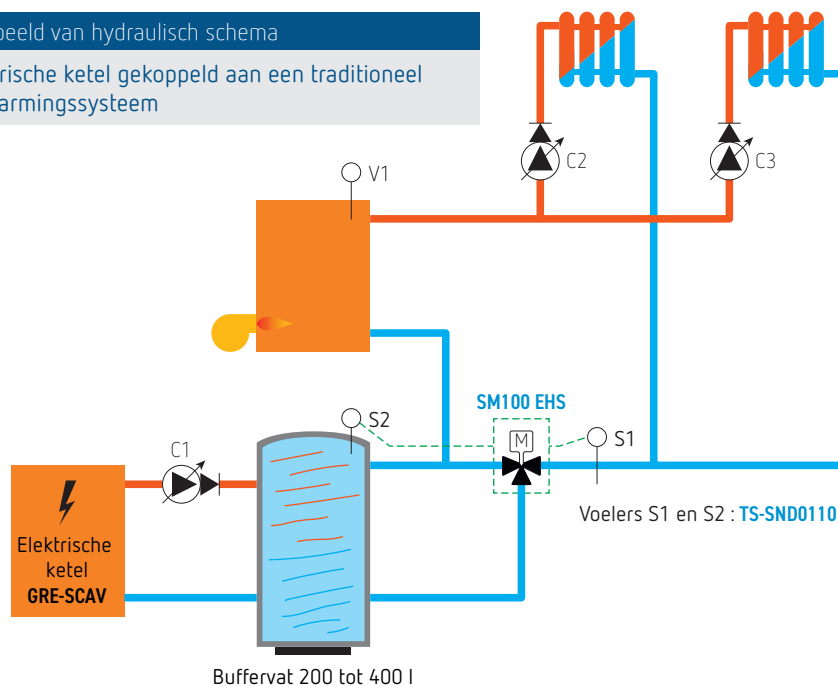 beeld van hydraulisch schema
rische ketel gekoppeld aan een traditioneel
armingssysteem
C2
C3
V1
SM100 EHS
S2
M
S1
C1
Voelers S1 en S2 : TS-SND0110
Elektrische
ketel
GRE-SCAV
Buffervat 200 tot 400 l